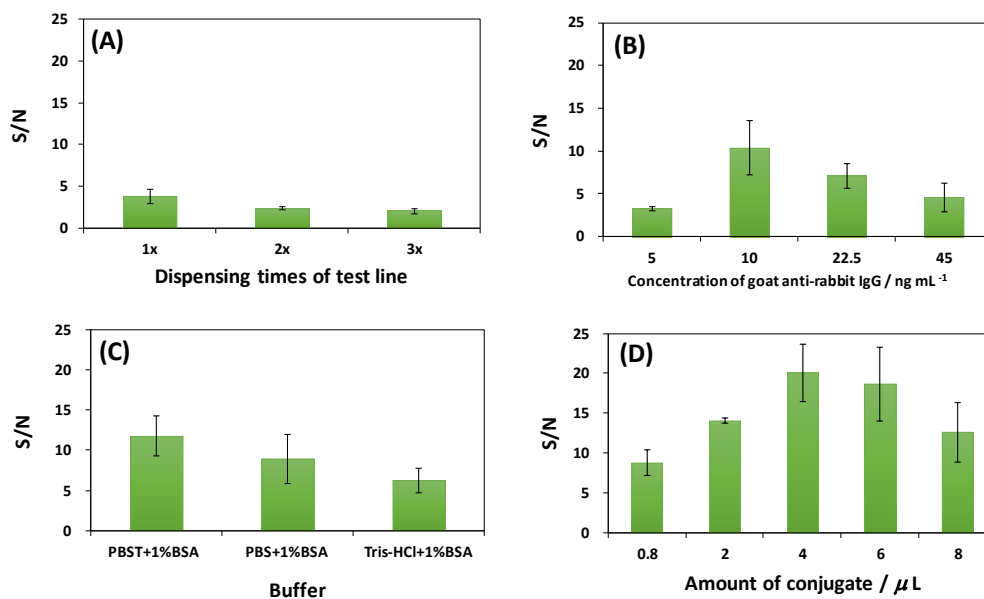 (A)
25
20
15
10
5
0
S/N
1x 2x 3x
Dispensing times of test line
(B)
25
20
15
10
5
0
S/N
5 10 22.5 45
Concentration of goat anti-rabbit IgG / ng mL⁻¹
(C)
25
20
15
10
5
0
S/N
PBST+1%BSA PBS+1%BSA Tris-HCl+1%BSA
Buffer
(D)
25
20
15
10
5
0
S/N
0.8 2 4 6 8
Amount of conjugate / μL